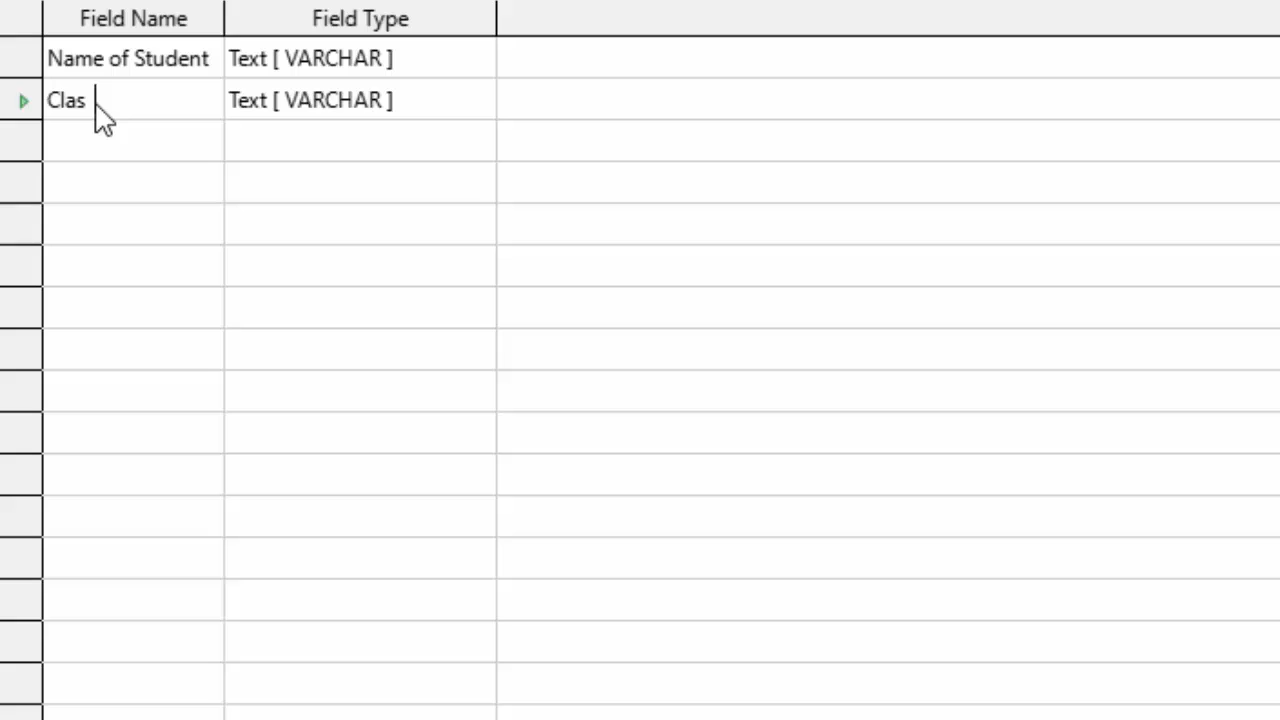 Field Name Field Type
Name of Student Text [ VARCHAR ]
Clas Text [ VARCHAR ]